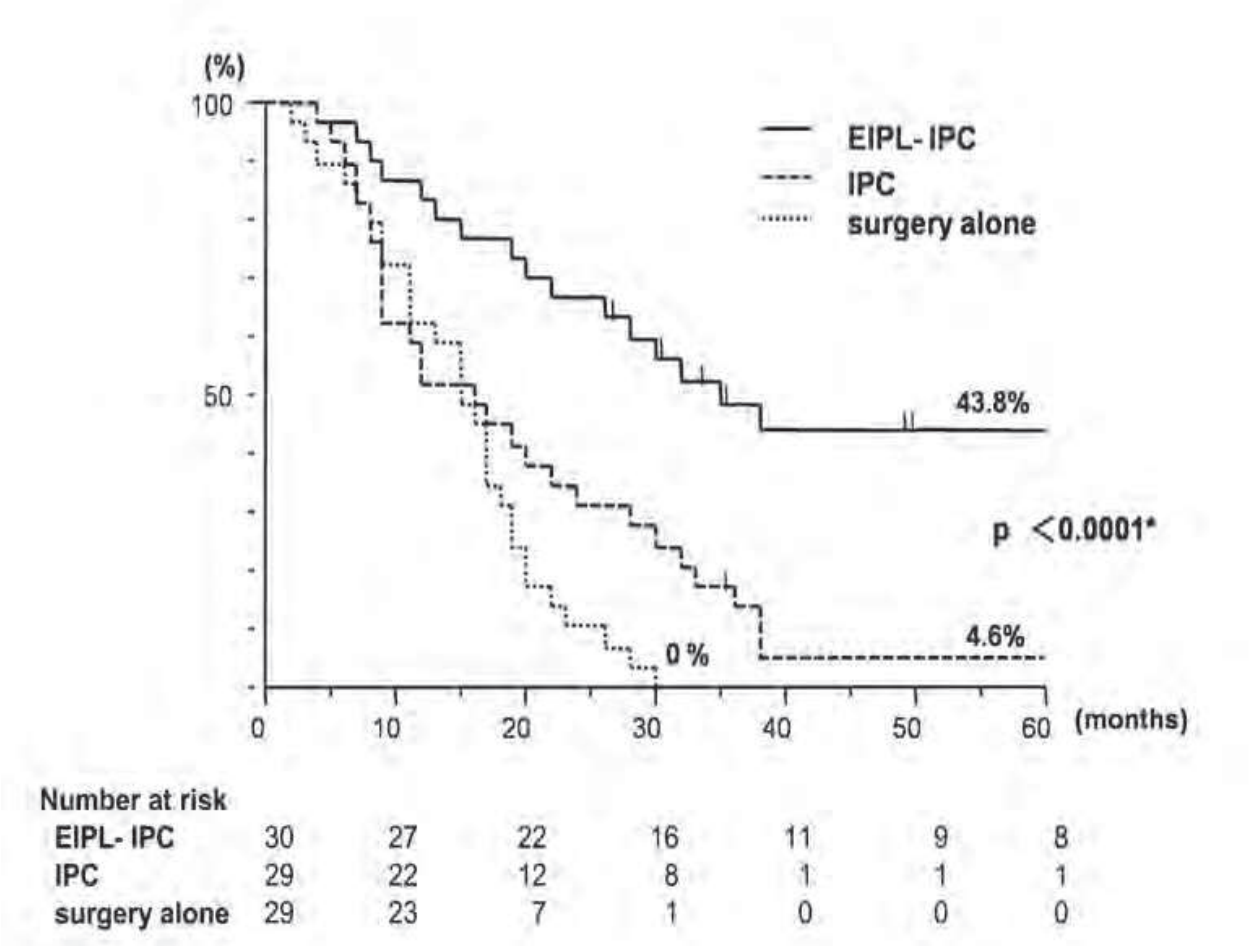 (%)
100
EIPL- IPC
IPC
surgery alone
50
43.8%
p <0.0001*
4.6%
0 %
0 10 20 30 40 50 60 (months)
Number at risk
EIPL- IPC 30 27 22 16 11 9 8
IPC 29 22 12 8 1 1 1
surgery alone 29 23 7 1 0 0 0